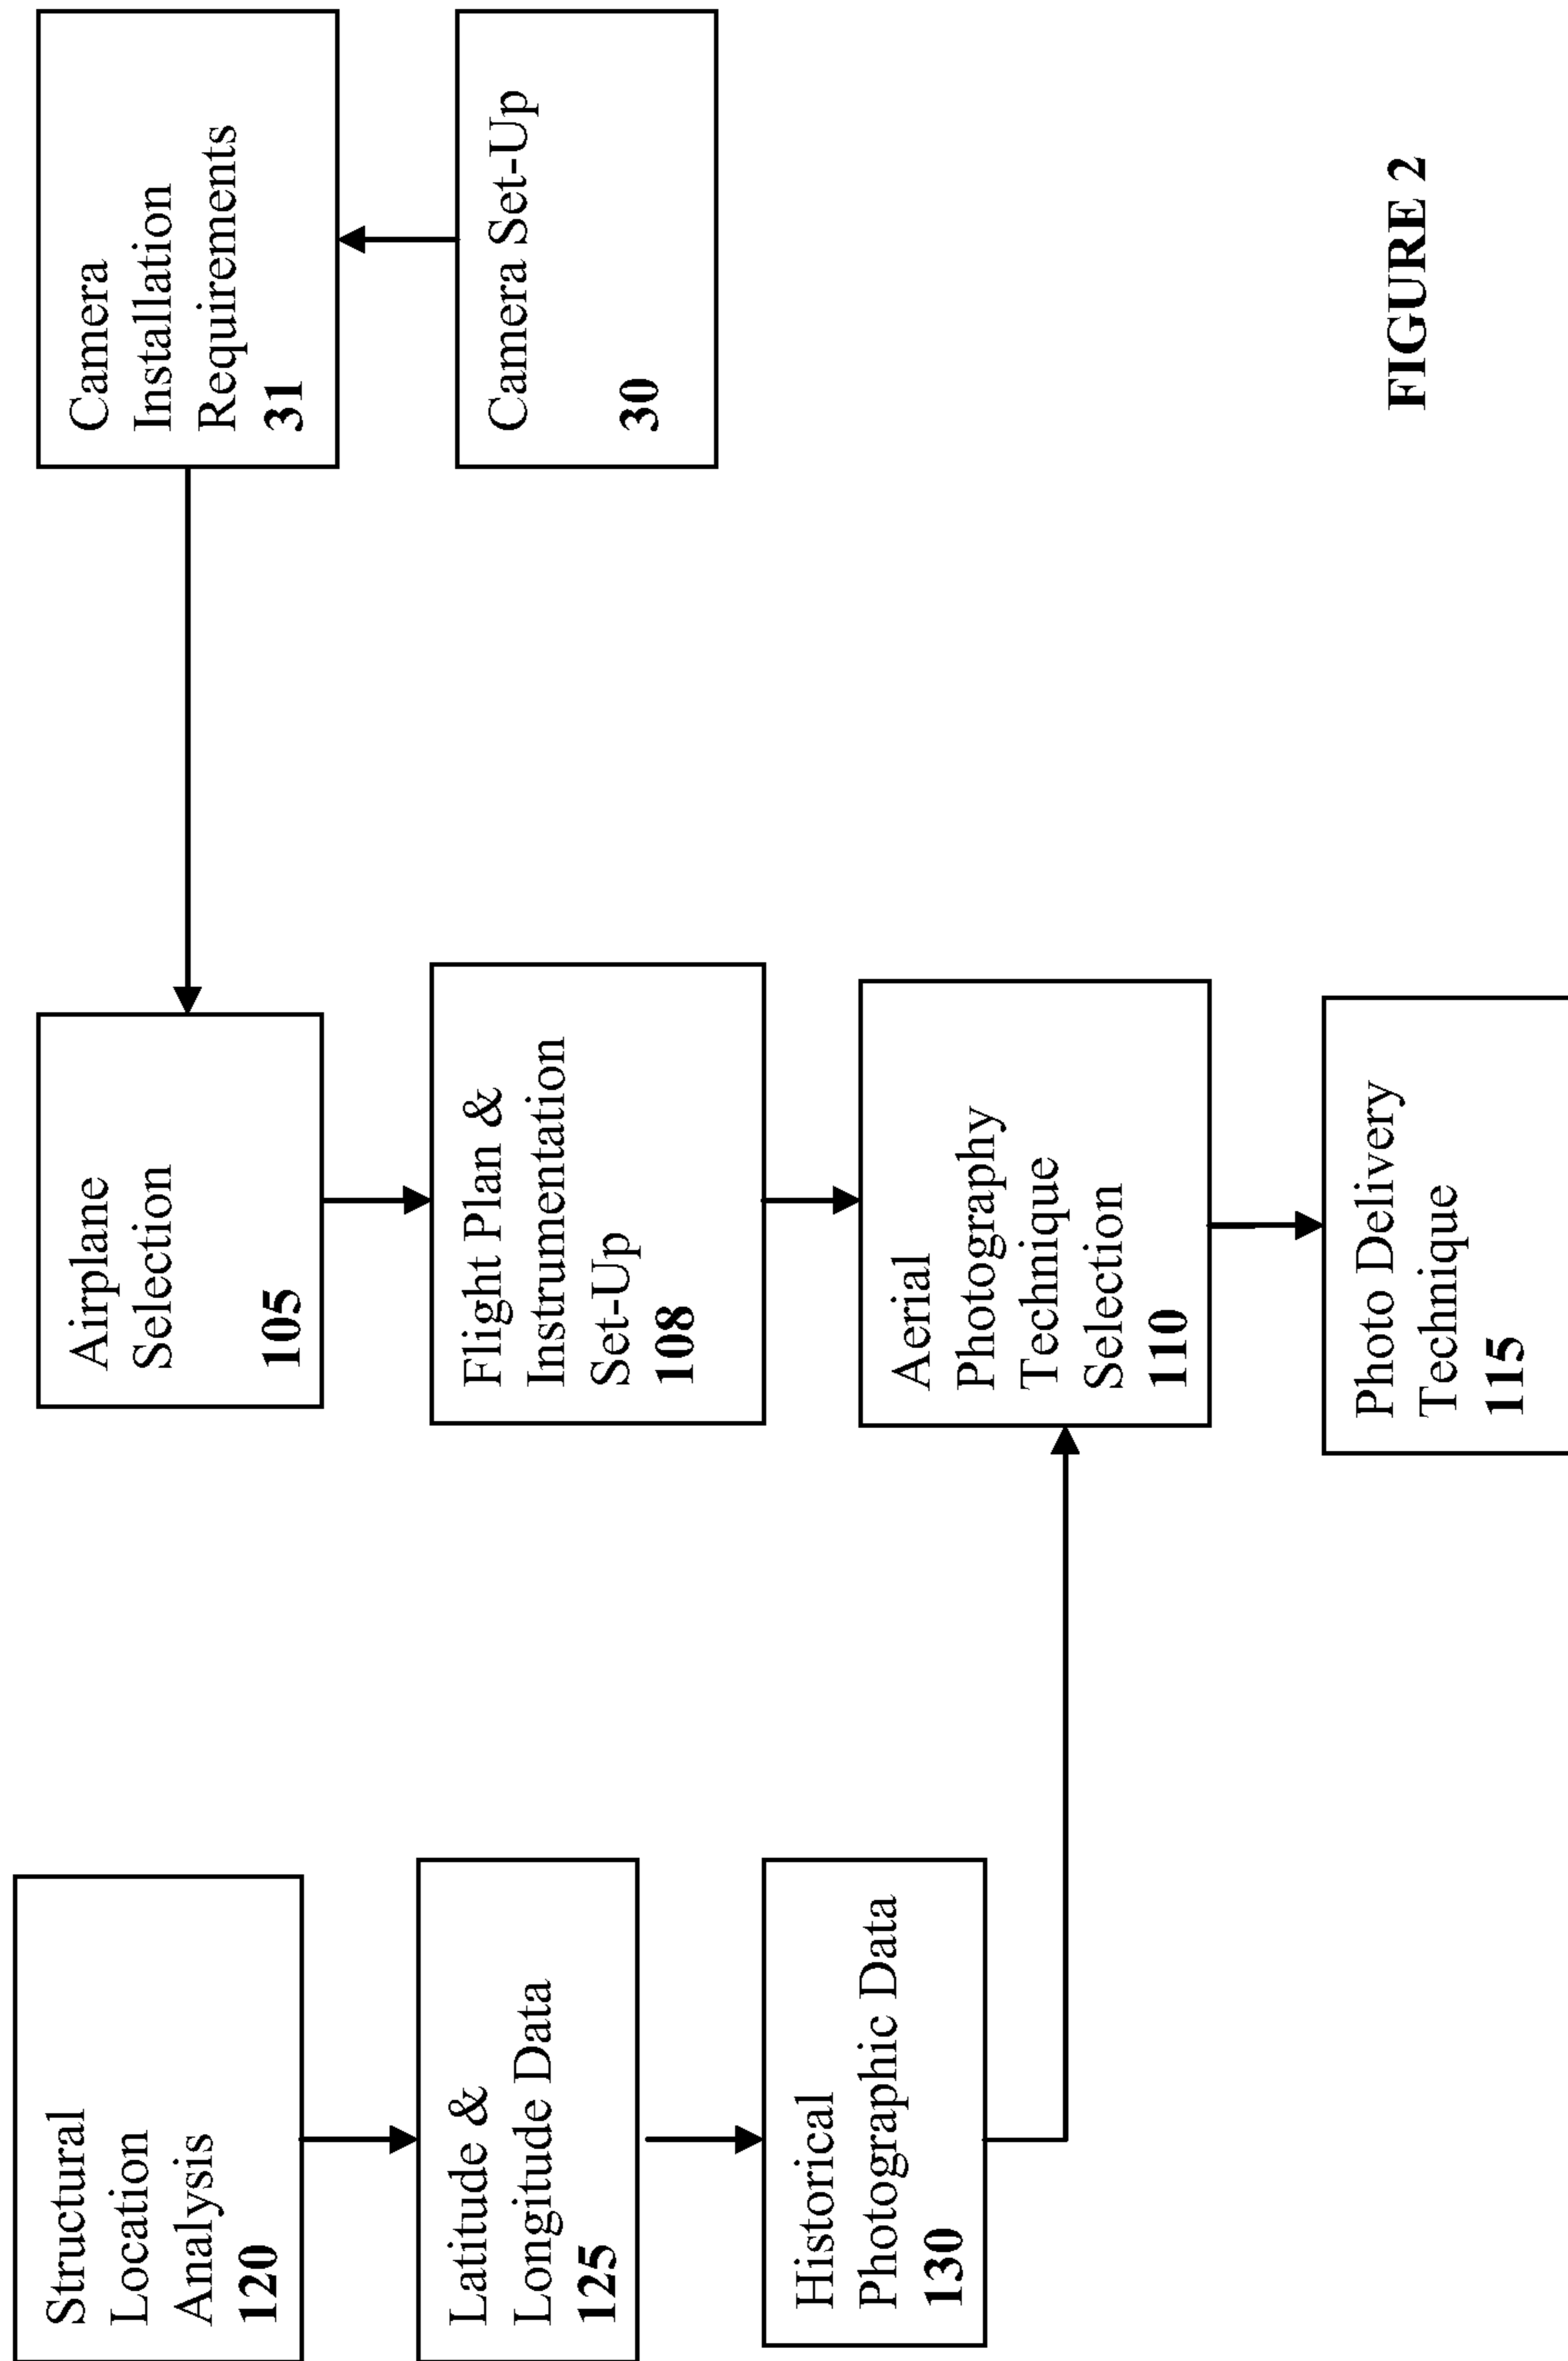 Structural
Location
Analysis
120
Latitude &
Longitude Data
125
Historical
Photographic Data
130
Airplane
Selection
105
Flight Plan &
Instrumentation
Set-Up
108
Aerial
Photography
Technique
Selection
110
Photo Delivery
Technique
115
Camera
Installation
Requirements
31
Camera Set-Up
30
FIGURE 2